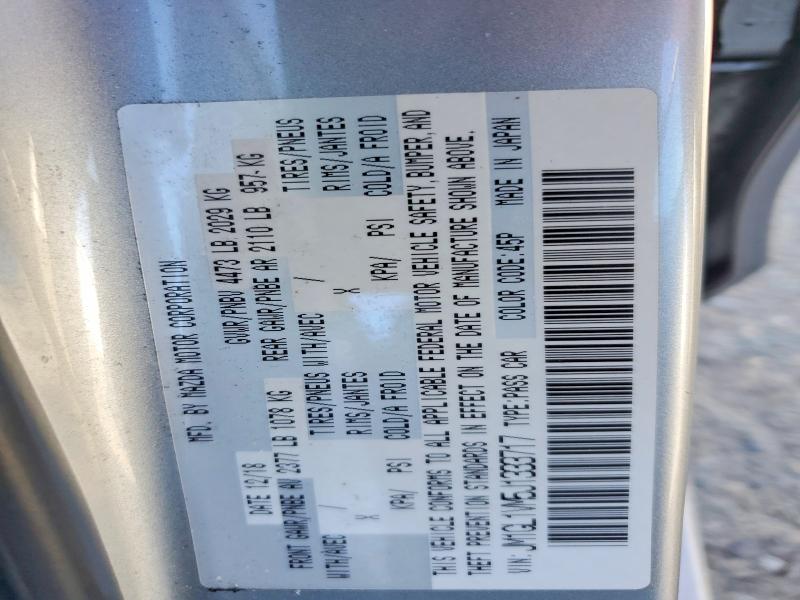 MFD. BY MAZDA MOTOR CORPORATION
DATE 12/18 GVWR/PNBV 4473 LB 2029 KG
FRONT GAWR/PNBE AV 2377 LB 1078 KG REAR GAWR/PNBE AR 2110 LB 957 KG
WITH/AVEC / TIRES/PNEUS WITH/AVEC / TIRES/PNEUS
X RIMS/JANTES X RIMS/JANTES
KPA/ PSI COLD/A FROID KPA/ PSI COLD/A FROID
THIS VEHICLE CONFORMS TO ALL APPLICABLE FEDERAL MOTOR VEHICLE SAFETY, BUMPER, AND
THEFT PREVENTION STANDARDS IN EFFECT ON THE DATE OF MANUFACTURE SHOWN ABOVE.
VIN: JM1GL1VM5L1333717 TYPE: PASS CAR COLOR CODE: 45P MADE IN JAPAN